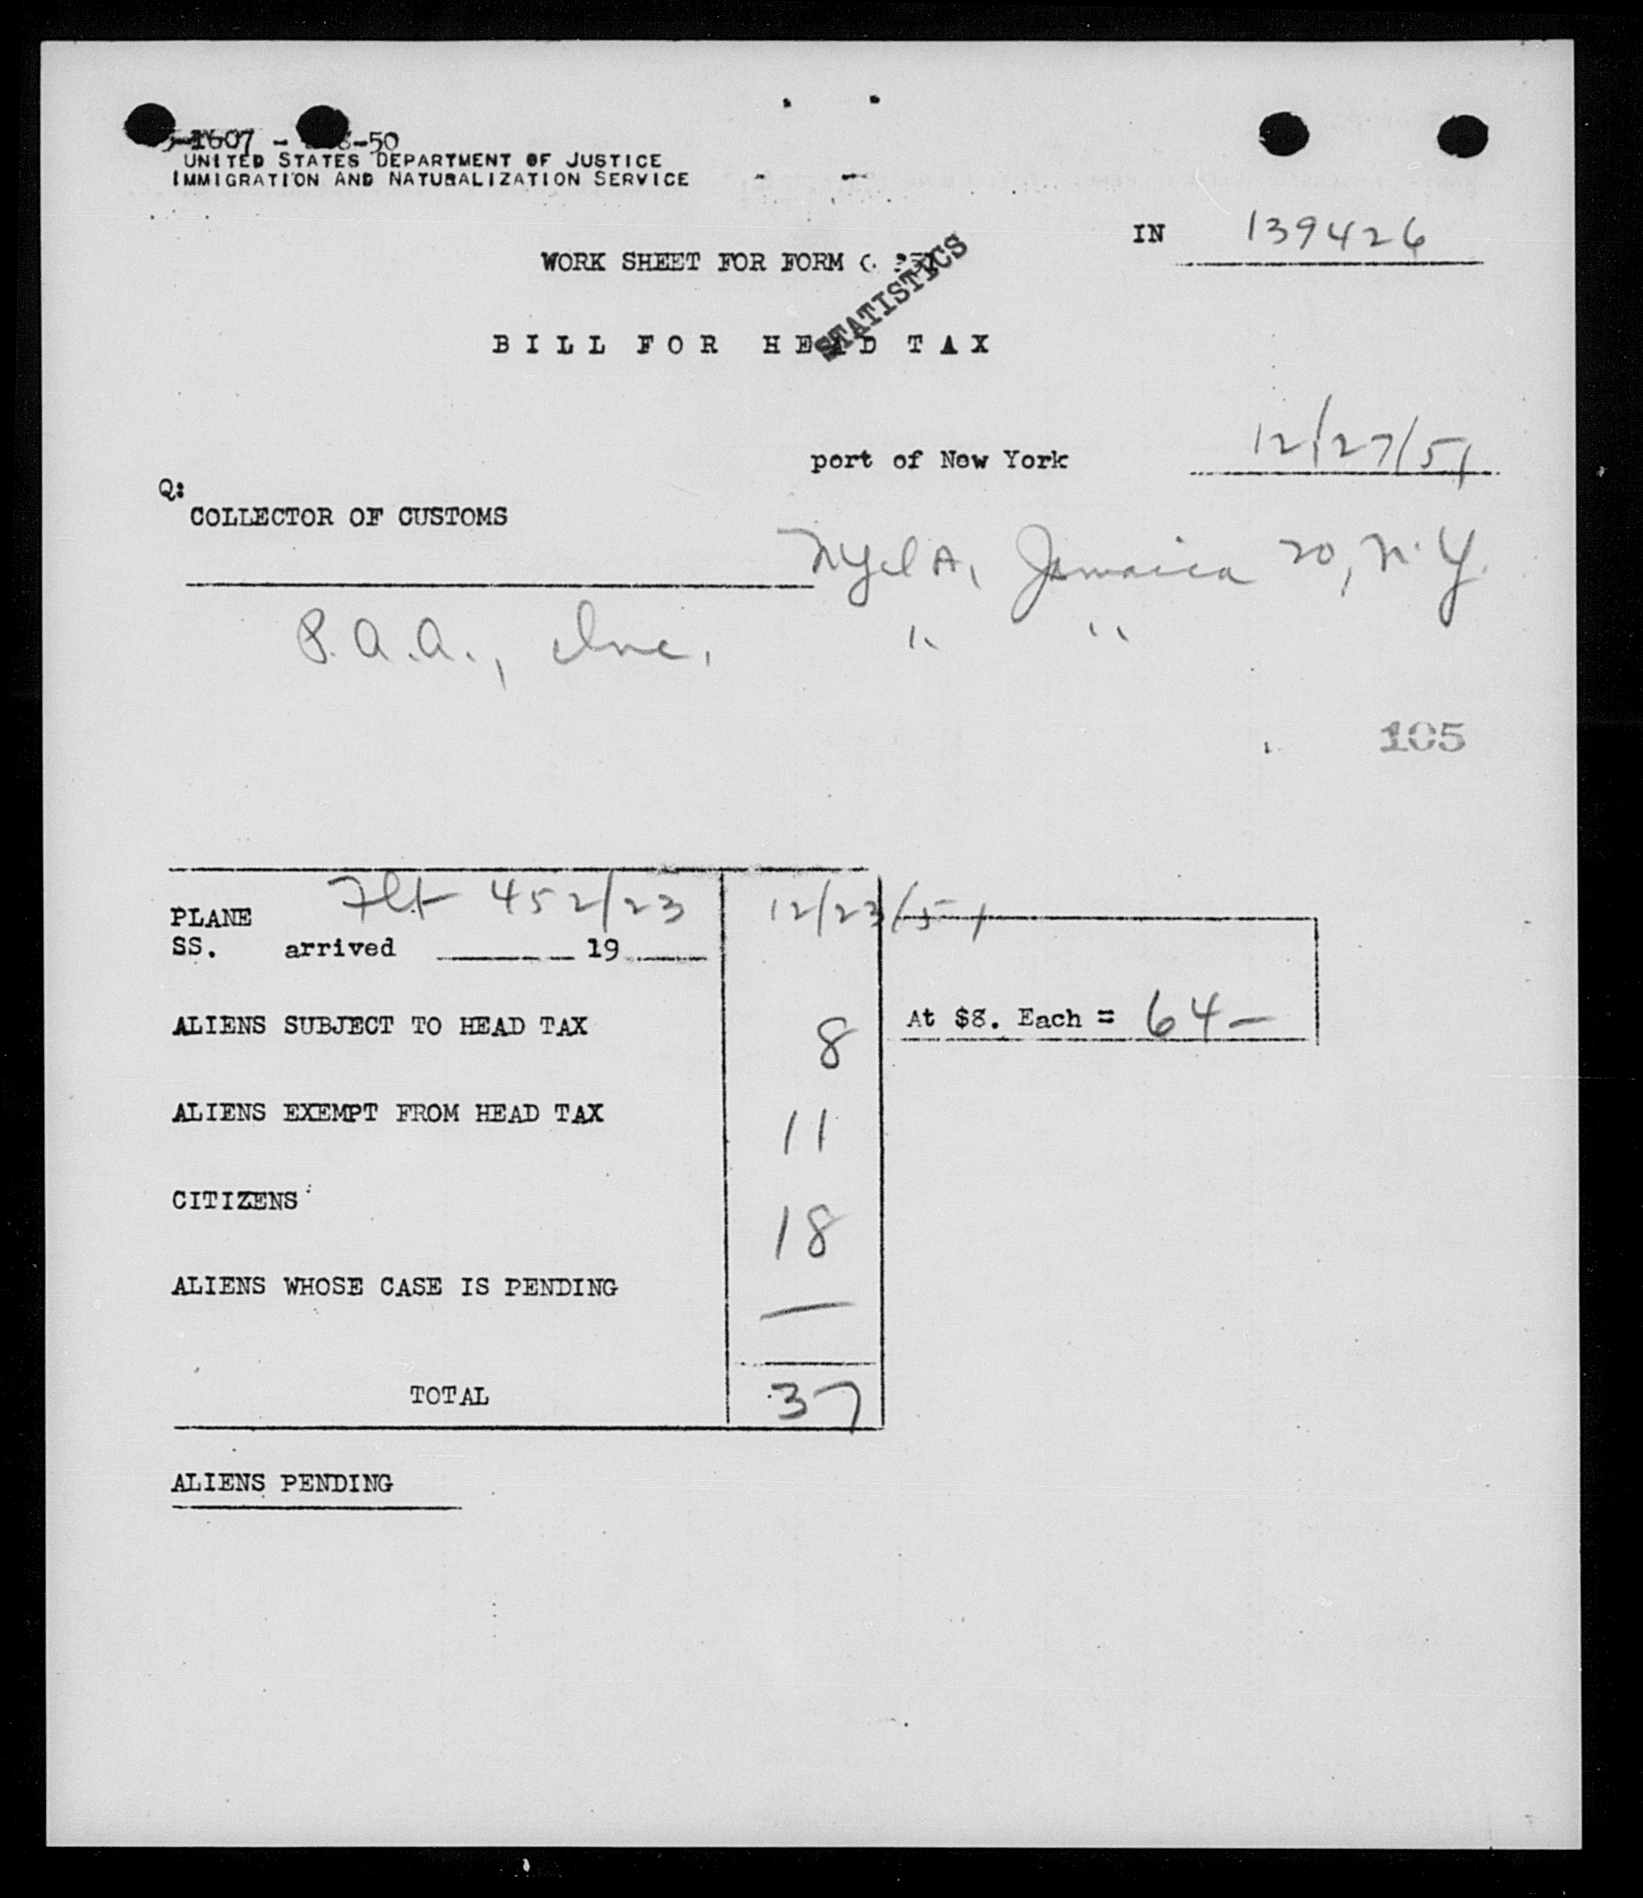 -1607 - -50
UNITED STATES DEPARTMENT OF JUSTICE
IMMIGRATION AND NATURALIZATION SERVICE
IN 139426
WORK SHEET FOR FORM
STATISTICS
BILL FOR HEAD TAX
port of New York 12/27/51
Q:
COLLECTOR OF CUSTOMS
NYIA, Jamaica 20, N.Y.
P.A.A., Inc. " "
105
PLANE Flt 452/23 12/23/51
SS. arrived 19
ALIENS SUBJECT TO HEAD TAX 8 At $8. Each = 64—
ALIENS EXEMPT FROM HEAD TAX 11
CITIZENS 18
ALIENS WHOSE CASE IS PENDING —
TOTAL 37
ALIENS PENDING